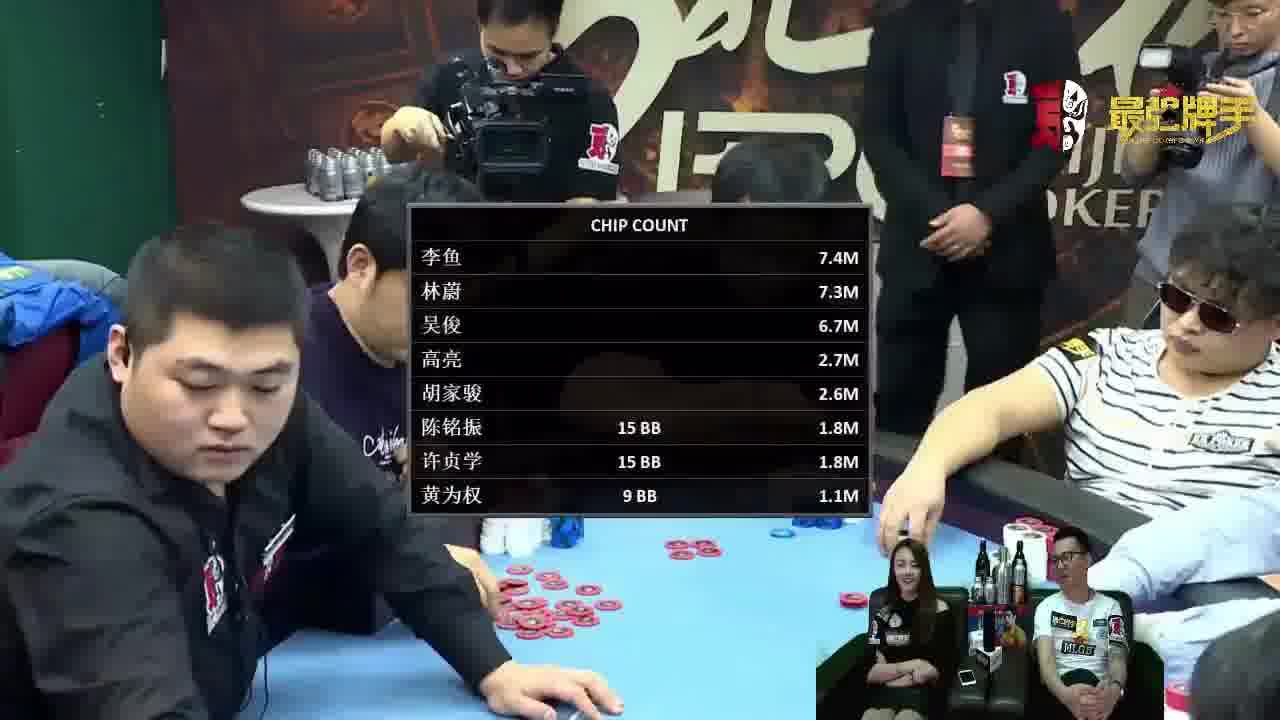 CHIP COUNT
李鱼 7.4M
林蔚 7.3M
吴俊 6.7M
高亮 2.7M
胡家骏 2.6M
陈铭振 15 BB 1.8M
许贞学 15 BB 1.8M
黄为权 9 BB 1.1M
最强牌手
OKER
MLGB